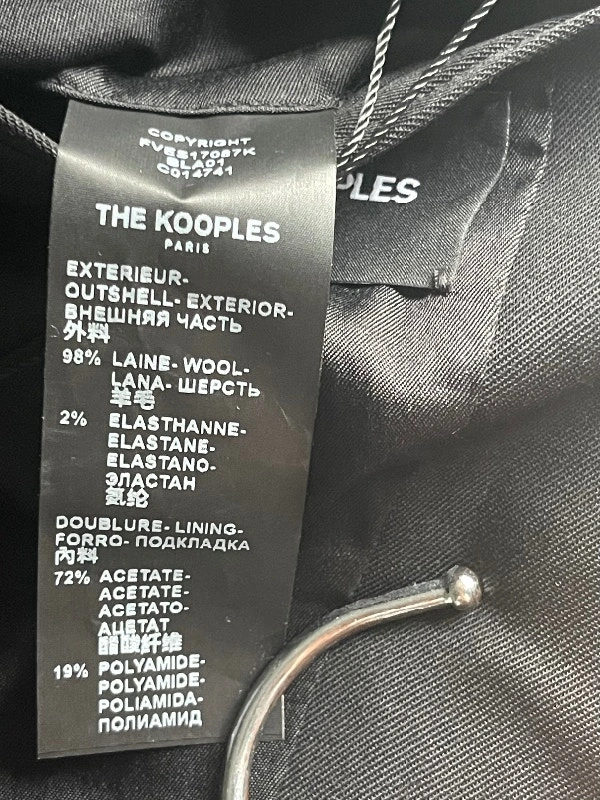 COPYRIGHT
FVES17087K
BLA01
C014741
PLES
THE KOOPLES
PARIS
EXTERIEUR-
OUTSHELL- EXTERIOR-
ВНЕШНЯЯ ЧАСТЬ
外料
98% LAINE- WOOL-
LANA- ШЕРСТЬ
羊毛
2% ELASTHANNE-
ELASTANE-
ELASTANO-
ЭЛАСТАН
氨纶
DOUBLURE- LINING-
FORRO- ПОДКЛАДКА
內料
72% ACETATE-
ACETATE-
ACETATO-
АЦЕТАТ
醋酸纤维
19% POLYAMIDE-
POLYAMIDE-
POLIAMIDA-
ПОЛИАМИД